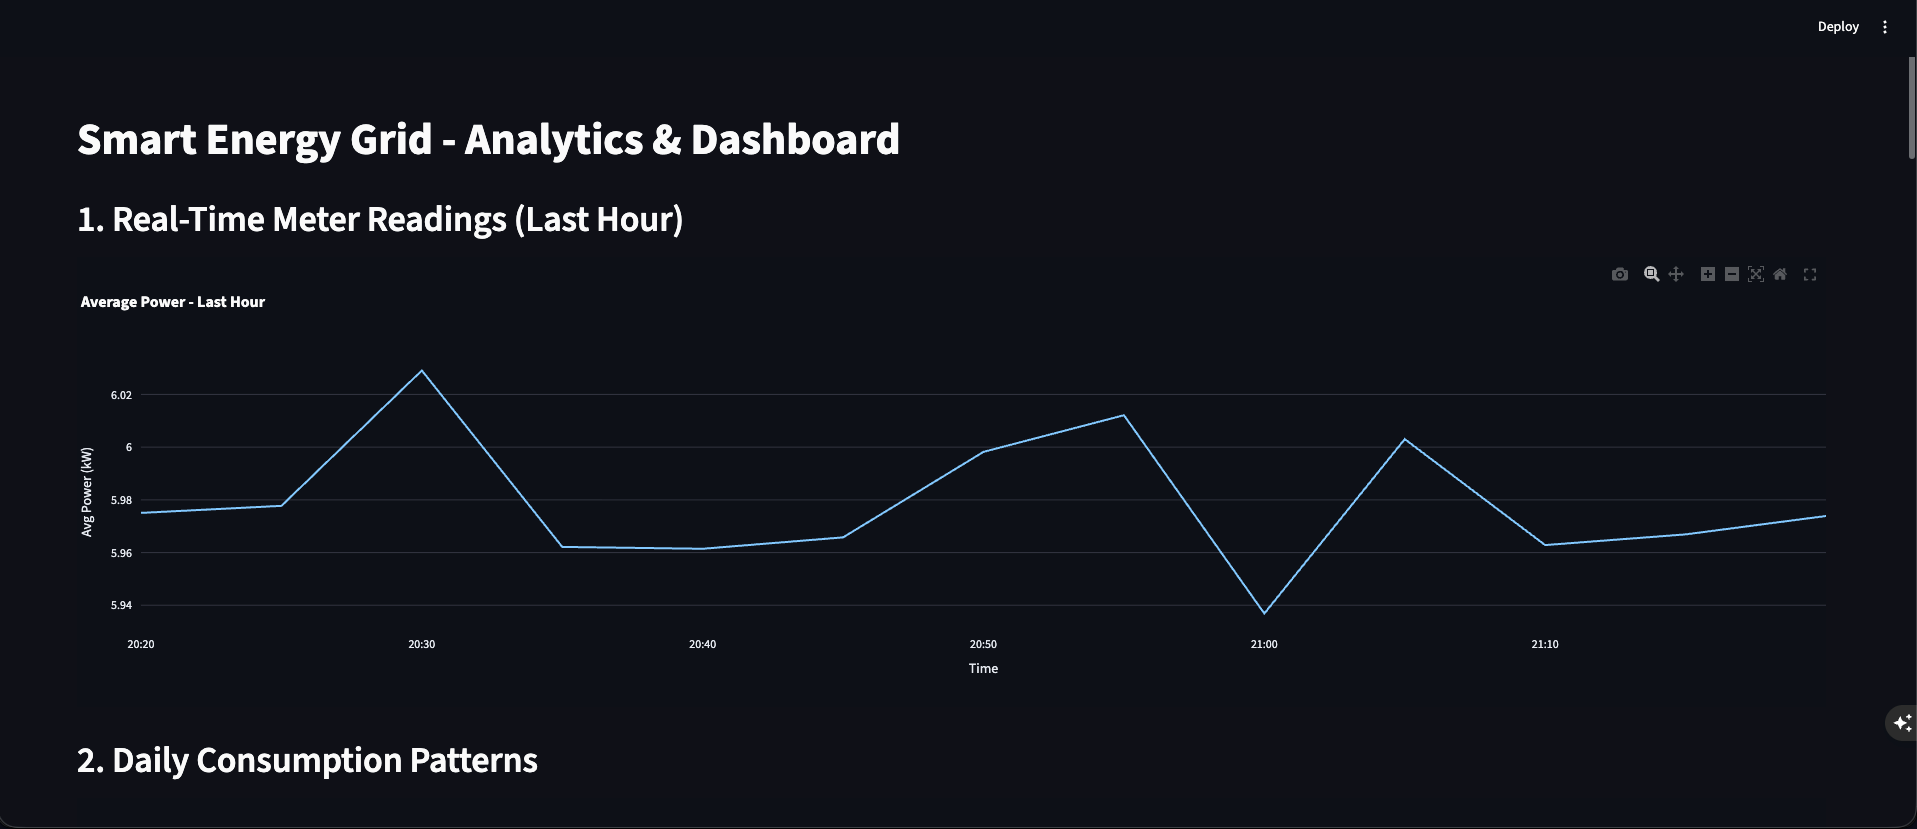 Deploy
Smart Energy Grid - Analytics & Dashboard
1. Real-Time Meter Readings (Last Hour)
Average Power - Last Hour
6.02
6
5.98
5.96
5.94
Avg Power (kW)
20:20 20:30 20:40 20:50 21:00 21:10
Time
2. Daily Consumption Patterns